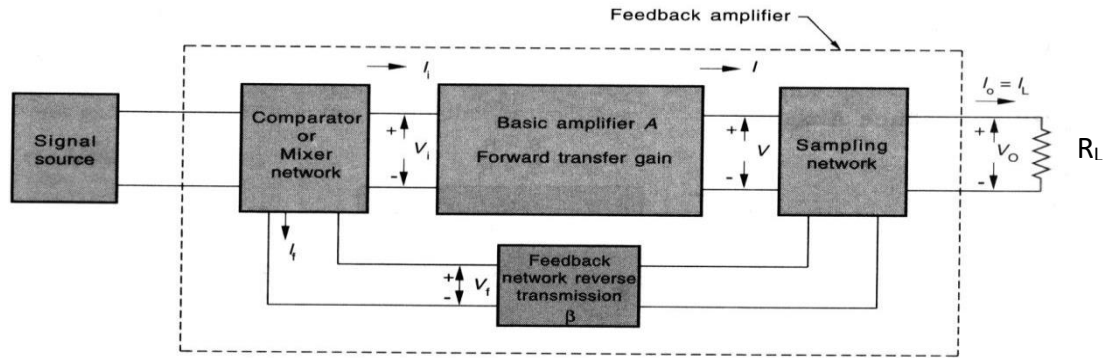 Feedback amplifier
Signal
source
Comparator
or
Mixer
network
I_i
+
V_i
-
Basic amplifier A
Forward transfer gain
I
+
V
-
Sampling
network
I_o = I_L
+
V_O
-
R_L
I_f
+
V_f
-
Feedback
network reverse
transmission
β